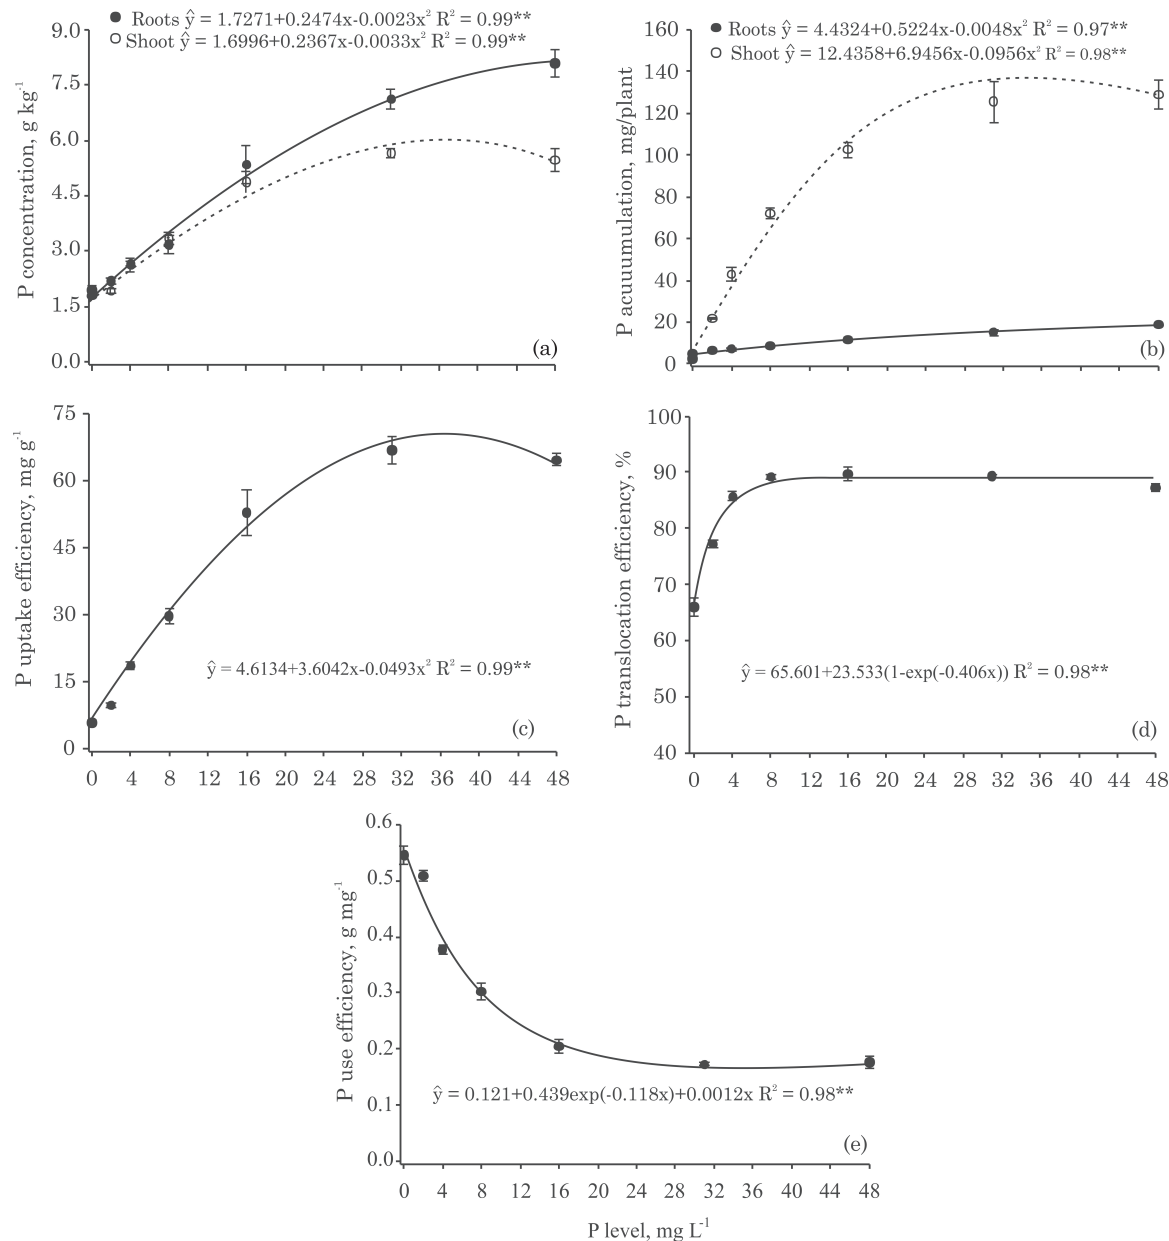 Roots ŷ = 1.7271+0.2474x-0.0023x² R² = 0.99**
Shoot ŷ = 1.6996+0.2367x-0.0033x² R² = 0.99**
9.0
7.5
6.0
4.5
3.0
1.5
0.0
P concentration, g kg⁻¹
(a)
Roots ŷ = 4.4324+0.5224x-0.0048x² R² = 0.97**
Shoot ŷ = 12.4358+6.9456x-0.0956x² R² = 0.98**
160
140
120
100
80
60
40
20
0
P acuuumulation, mg/plant
(b)
75
60
45
30
15
0
P uptake efficiency, mg g⁻¹
ŷ = 4.6134+3.6042x-0.0493x² R² = 0.99**
(c)
0 4 8 12 16 20 24 28 32 36 40 44 48
100
90
80
70
60
50
40
P translocation efficiency, %
ŷ = 65.601+23.533(1-exp(-0.406x)) R² = 0.98**
(d)
0 4 8 12 16 20 24 28 32 36 40 44 48
0.6
0.5
0.4
0.3
0.2
0.1
0.0
P use efficiency, g mg⁻¹
ŷ = 0.121+0.439exp(-0.118x)+0.0012x R² = 0.98**
(e)
0 4 8 16 16 20 24 28 32 36 40 44 48
P level, mg L⁻¹